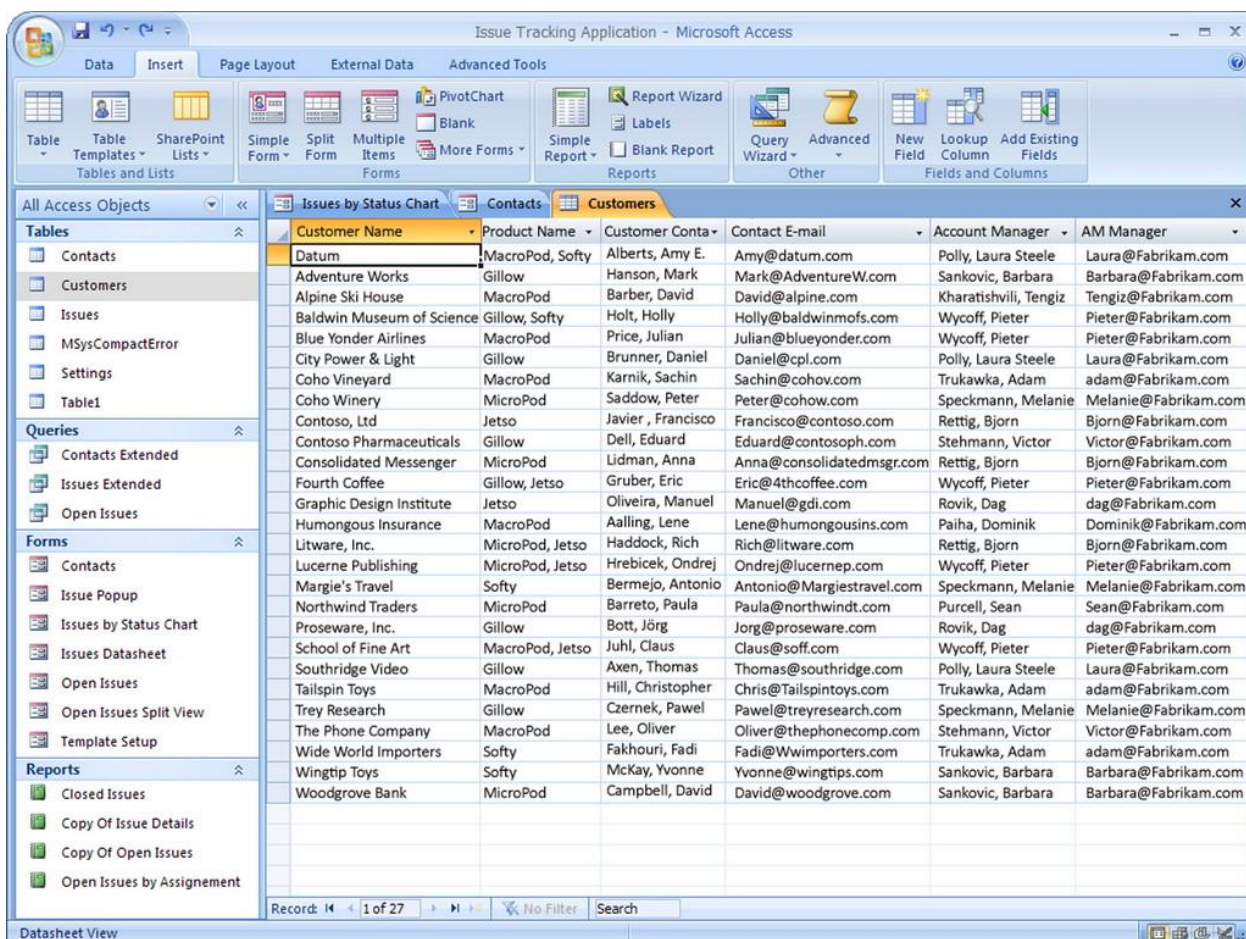 Issue Tracking Application - Microsoft Access
Data Insert Page Layout External Data Advanced Tools
Table
Table Templates
SharePoint Lists
Tables and Lists
Simple Form
Split Form
Multiple Items
PivotChart
Blank
More Forms
Forms
Simple Report
Report Wizard
Labels
Blank Report
Reports
Query Wizard
Advanced
Other
New Field
Lookup Column
Add Existing Fields
Fields and Columns
All Access Objects
Tables
Contacts
Customers
Issues
MSysCompactError
Settings
Table1
Queries
Contacts Extended
Issues Extended
Open Issues
Forms
Contacts
Issue Popup
Issues by Status Chart
Issues Datasheet
Open Issues
Open Issues Split View
Template Setup
Reports
Closed Issues
Copy Of Issue Details
Copy Of Open Issues
Open Issues by Assignement
Issues by Status Chart Contacts Customers
Customer Name Product Name Customer Conta Contact E-mail Account Manager AM Manager
Datum MacroPod, Softy Alberts, Amy E. Amy@datum.com Polly, Laura Steele Laura@Fabrikam.com
Adventure Works Gillow Hanson, Mark Mark@AdventureW.com Sankovic, Barbara Barbara@Fabrikam.com
Alpine Ski House MacroPod Barber, David David@alpine.com Kharatishvili, Tengiz Tengiz@Fabrikam.com
Baldwin Museum of Science Gillow, Softy Holt, Holly Holly@baldwinmofs.com Wycoff, Pieter Pieter@Fabrikam.com
Blue Yonder Airlines MacroPod Price, Julian Julian@blueyonder.com Wycoff, Pieter Pieter@Fabrikam.com
City Power & Light Gillow Brunner, Daniel Daniel@cpl.com Polly, Laura Steele Laura@Fabrikam.com
Coho Vineyard MacroPod Karnik, Sachin Sachin@cohov.com Trukawka, Adam adam@Fabrikam.com
Coho Winery MicroPod Saddow, Peter Peter@cohow.com Speckmann, Melanie Melanie@Fabrikam.com
Contoso, Ltd Jetso Javier , Francisco Francisco@contoso.com Rettig, Bjorn Bjorn@Fabrikam.com
Contoso Pharmaceuticals Gillow Dell, Eduard Eduard@contosoph.com Stehmann, Victor Victor@Fabrikam.com
Consolidated Messenger MicroPod Lidman, Anna Anna@consolidatedmsgr.com Rettig, Bjorn Bjorn@Fabrikam.com
Fourth Coffee Gillow, Jetso Gruber, Eric Eric@4thcoffee.com Wycoff, Pieter Pieter@Fabrikam.com
Graphic Design Institute Jetso Oliveira, Manuel Manuel@gdi.com Rovik, Dag dag@Fabrikam.com
Humongous Insurance MacroPod Aalling, Lene Lene@humongousins.com Paiha, Dominik Dominik@Fabrikam.com
Litware, Inc. MicroPod, Jetso Haddock, Rich Rich@litware.com Rettig, Bjorn Bjorn@Fabrikam.com
Lucerne Publishing MicroPod, Jetso Hrebicek, Ondrej Ondrej@lucernep.com Wycoff, Pieter Pieter@Fabrikam.com
Margie's Travel Softy Bermejo, Antonio Antonio@Margiestravel.com Speckmann, Melanie Melanie@Fabrikam.com
Northwind Traders MicroPod Barreto, Paula Paula@northwindt.com Purcell, Sean Sean@Fabrikam.com
Proseware, Inc. Gillow Bott, Jörg Jorg@proseware.com Rovik, Dag dag@Fabrikam.com
School of Fine Art MacroPod, Jetso Juhl, Claus Claus@soff.com Wycoff, Pieter Pieter@Fabrikam.com
Southridge Video Gillow Axen, Thomas Thomas@southridge.com Polly, Laura Steele Laura@Fabrikam.com
Tailspin Toys MacroPod Hill, Christopher Chris@Tailspintoys.com Trukawka, Adam adam@Fabrikam.com
Trey Research Gillow Czernek, Pawel Pawel@treyresearch.com Speckmann, Melanie Melanie@Fabrikam.com
The Phone Company MacroPod Lee, Oliver Oliver@thephonecomp.com Stehmann, Victor Victor@Fabrikam.com
Wide World Importers Softy Fakhouri, Fadi Fadi@Wwimporters.com Trukawka, Adam adam@Fabrikam.com
Wingtip Toys Softy McKay, Yvonne Yvonne@wingtips.com Sankovic, Barbara Barbara@Fabrikam.com
Woodgrove Bank MicroPod Campbell, David David@woodgrove.com Sankovic, Barbara Barbara@Fabrikam.com
Record: 1 of 27 No Filter Search
Datasheet View